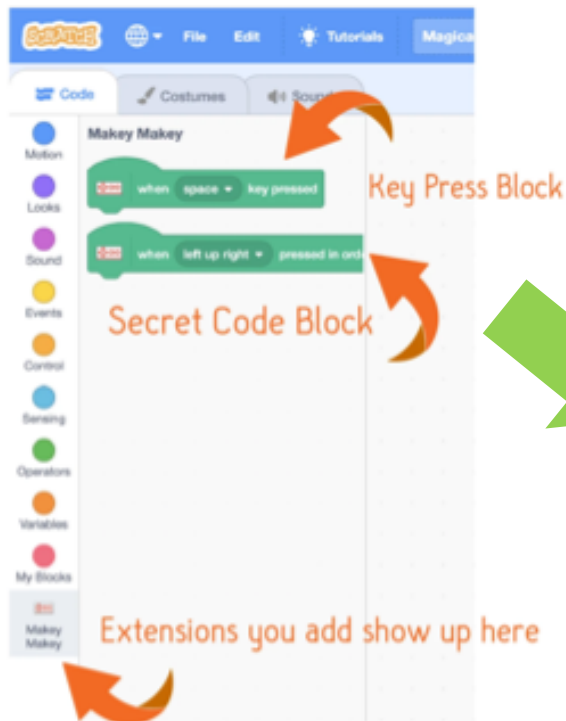 SCRATCH File Edit Tutorials Magica
Code Costumes Sounds
Motion
Looks
Sound
Events
Control
Sensing
Operators
Variables
My Blocks
Makey
Makey
Makey Makey
when space key pressed
Key Press Block
when left up right pressed in orde
Secret Code Block
Extensions you add show up here